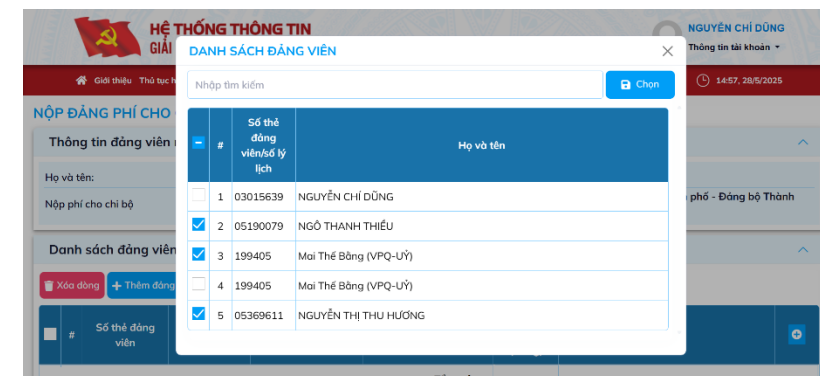 HỆ THỐNG THÔNG TIN
GIẢI
NGUYỄN CHÍ DŨNG
Thông tin tài khoản
Giới thiệu Thủ tục h
14:57, 28/5/2025
DANH SÁCH ĐẢNG VIÊN
Nhập tìm kiếm
Chọn
# Số thẻ đảng viên/số lý lịch Họ và tên
1 03015639 NGUYỄN CHÍ DŨNG
2 05190079 NGÔ THANH THIỀU
3 199405 Mai Thế Bằng (VPQ-UỶ)
4 199405 Mai Thế Bằng (VPQ-UỶ)
5 05369611 NGUYỄN THỊ THU HƯƠNG
NỘP ĐẢNG PHÍ CHO
Thông tin đảng viên
Họ và tên:
Nộp phí cho chi bộ
phố - Đảng bộ Thành
Danh sách đảng viên
Xóa dòng
+ Thêm đảng
# Số thẻ đảng viên